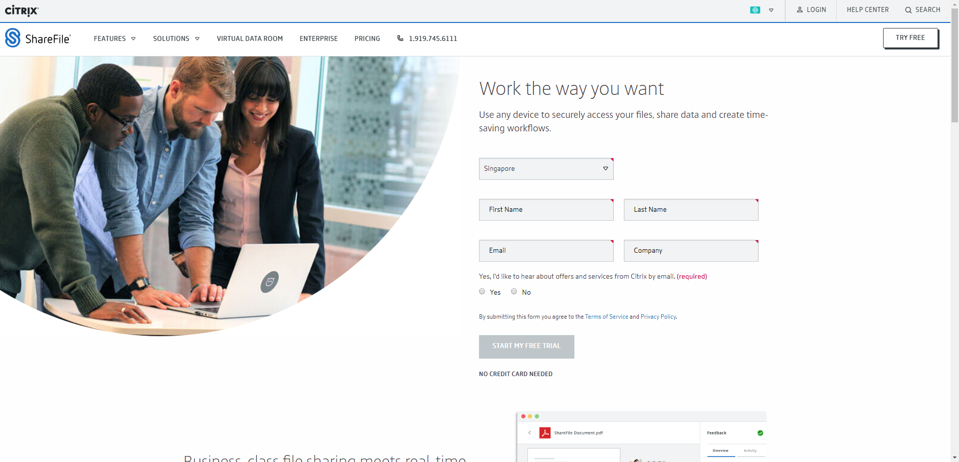 CITRIX
LOGIN
HELP CENTER
SEARCH
ShareFile
FEATURES
SOLUTIONS
VIRTUAL DATA ROOM
ENTERPRISE
PRICING
1.919.745.6111
TRY FREE
Work the way you want
Use any device to securely access your files, share data and create time-
saving workflows.
Singapore
First Name
Last Name
Email
Company
Yes, I'd like to hear about offers and services from Citrix by email. (required)
Yes
No
By submitting this form you agree to the Terms of Service and Privacy Policy.
START MY FREE TRIAL
NO CREDIT CARD NEEDED
ShareFile Document.pdf
Feedback
Overview
Activity
Business-class file sharing meets real-time